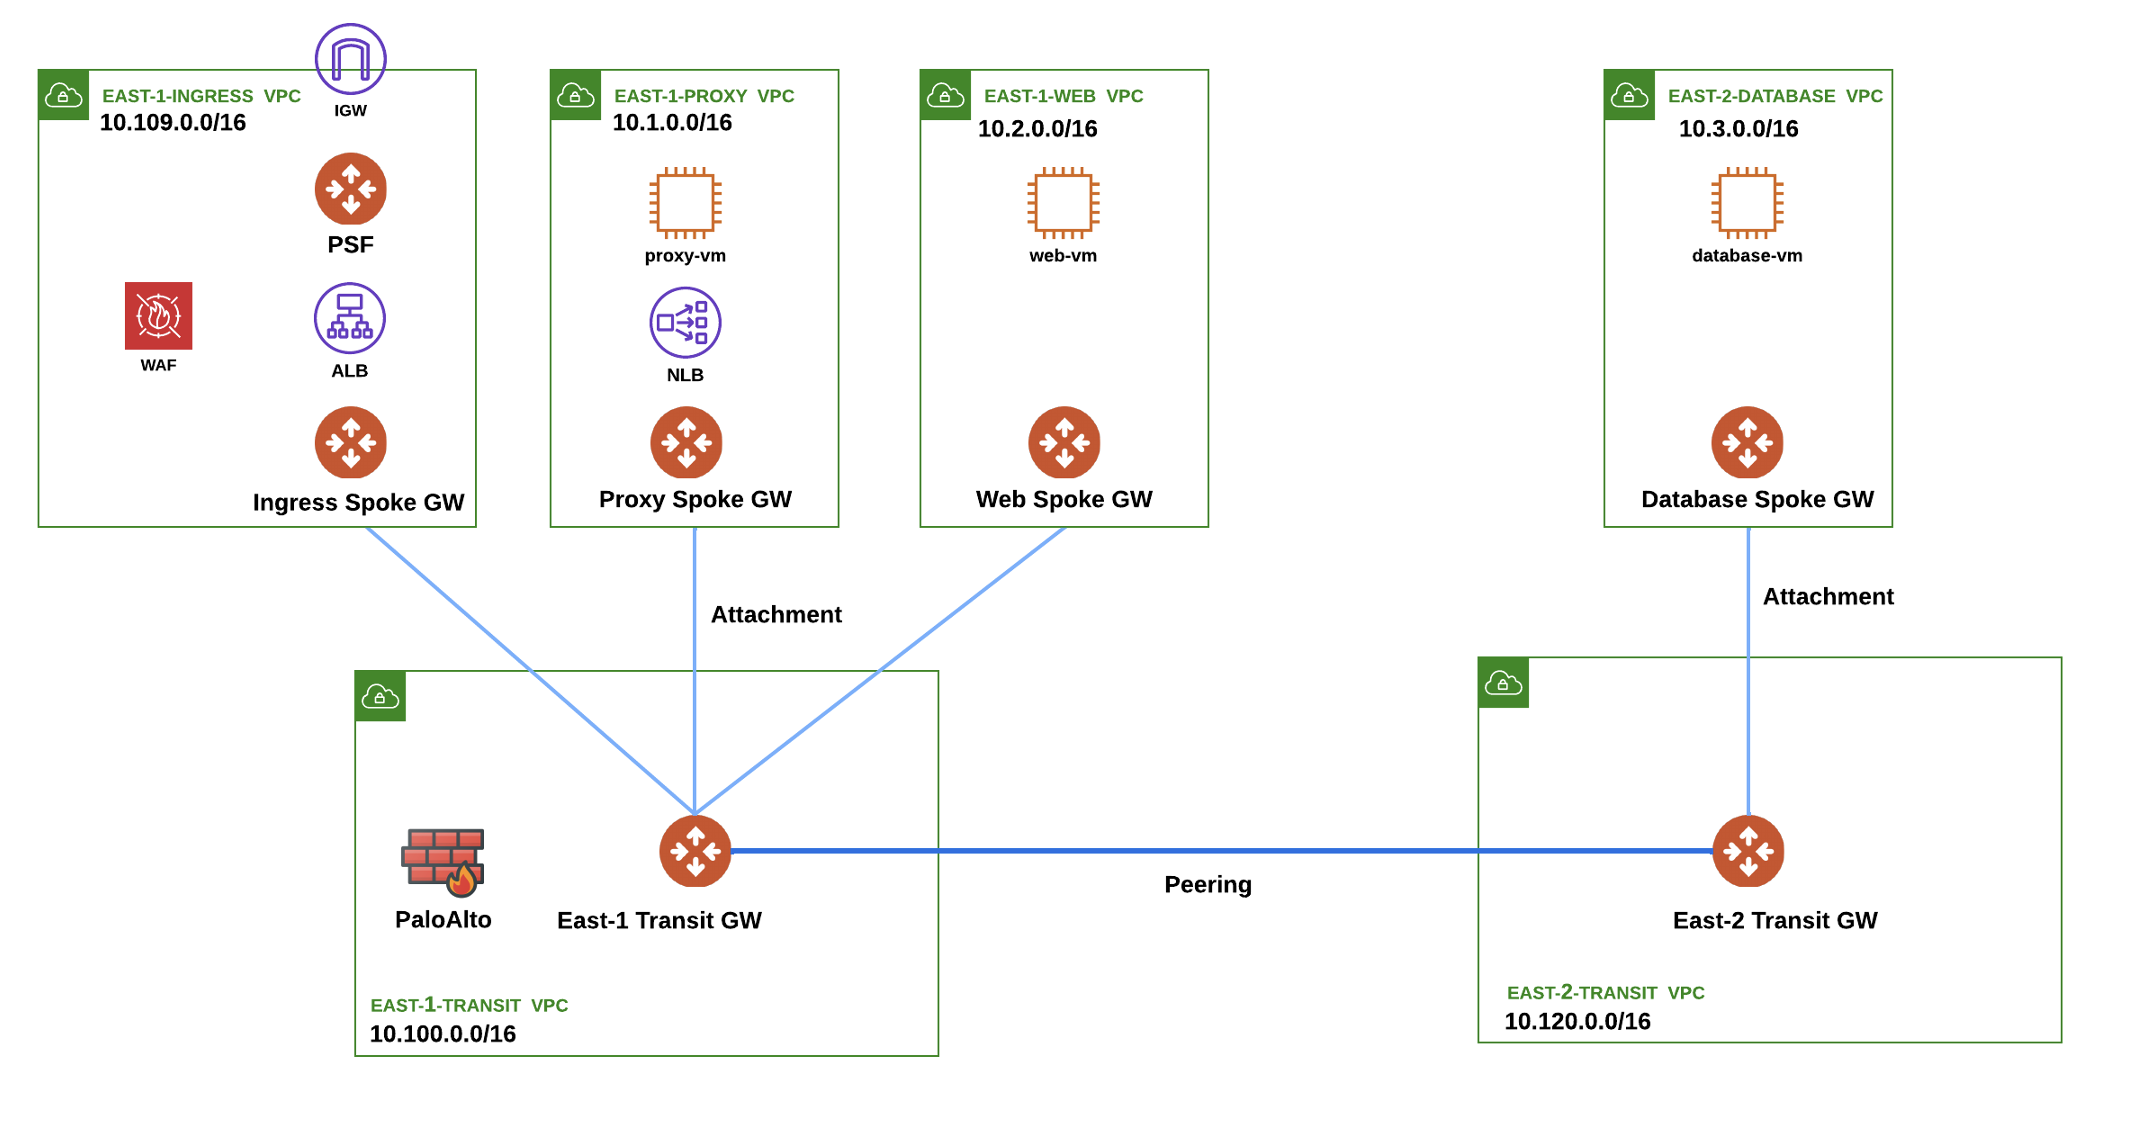 IGW
EAST-1-INGRESS VPC
10.109.0.0/16
PSF
WAF
ALB
Ingress Spoke GW
EAST-1-PROXY VPC
10.1.0.0/16
proxy-vm
NLB
Proxy Spoke GW
EAST-1-WEB VPC
10.2.0.0/16
web-vm
Web Spoke GW
EAST-2-DATABASE VPC
10.3.0.0/16
database-vm
Database Spoke GW
Attachment
Attachment
PaloAlto
East-1 Transit GW
EAST-1-TRANSIT VPC
10.100.0.0/16
Peering
East-2 Transit GW
EAST-2-TRANSIT VPC
10.120.0.0/16